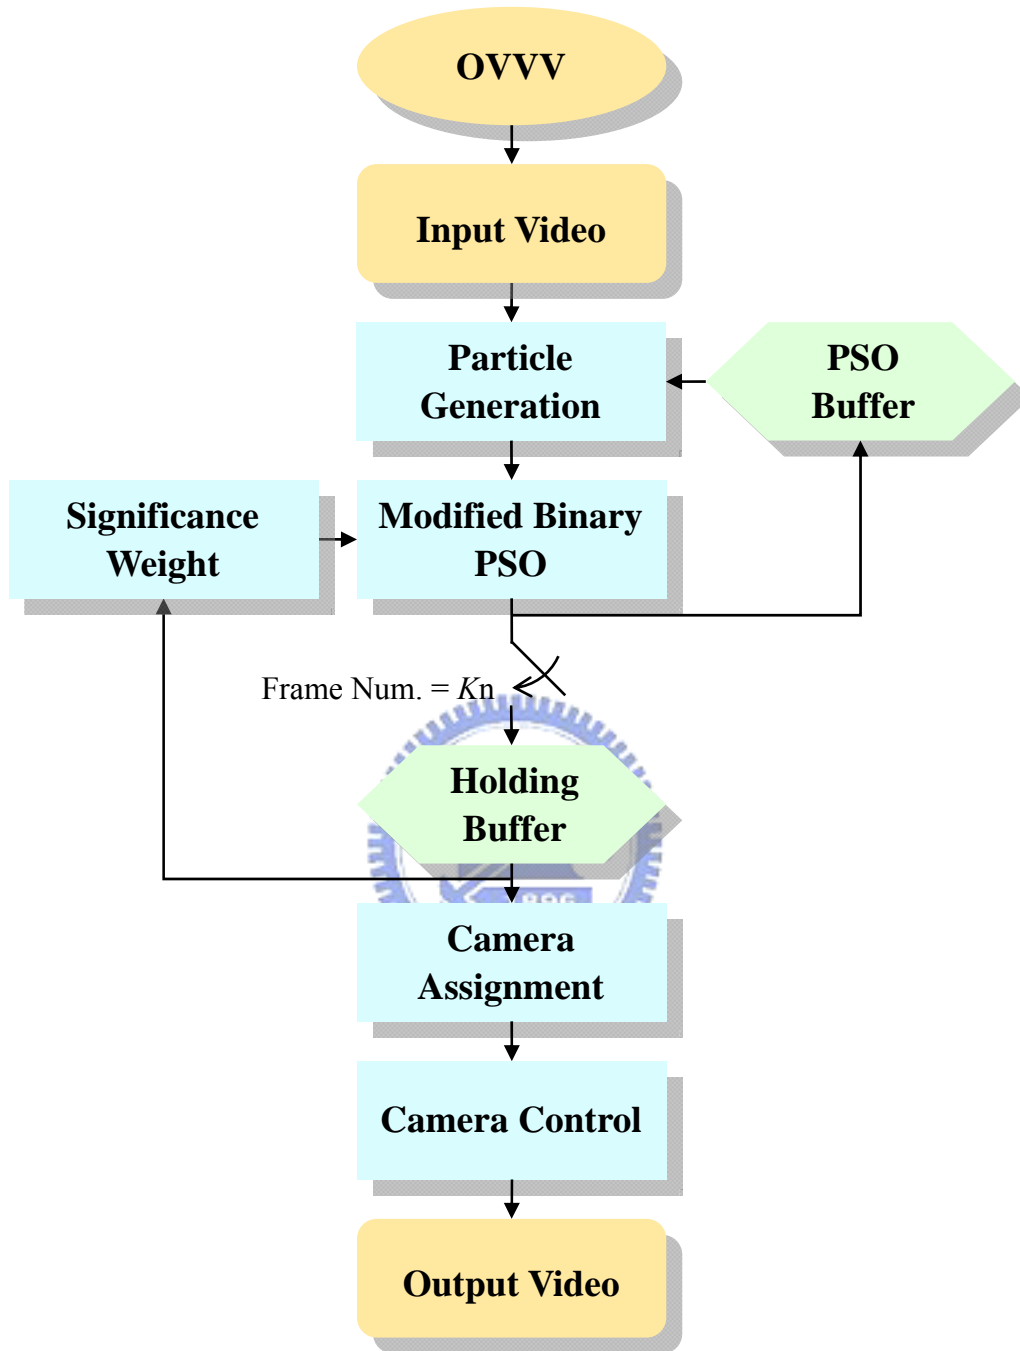 OVVV
Input Video
Particle
Generation
PSO
Buffer
Significance
Weight
Modified Binary
PSO
Frame Num. = Kn
Holding
Buffer
Camera
Assignment
Camera Control
Output Video